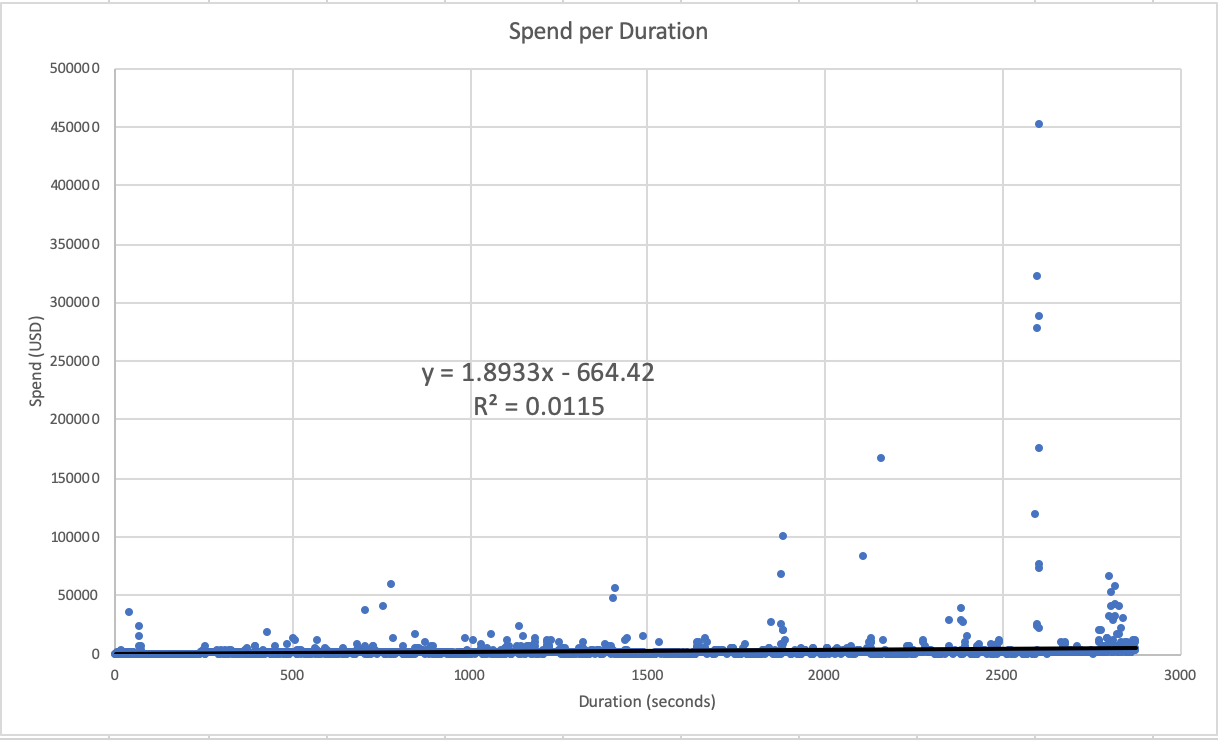 Spend per Duration
500000
450000
400000
350000
300000
250000
200000
150000
100000
50000
0
Spend (USD)
y = 1.8933x - 664.42
R² = 0.0115
0 500 1000 1500 2000 2500 3000
Duration (seconds)